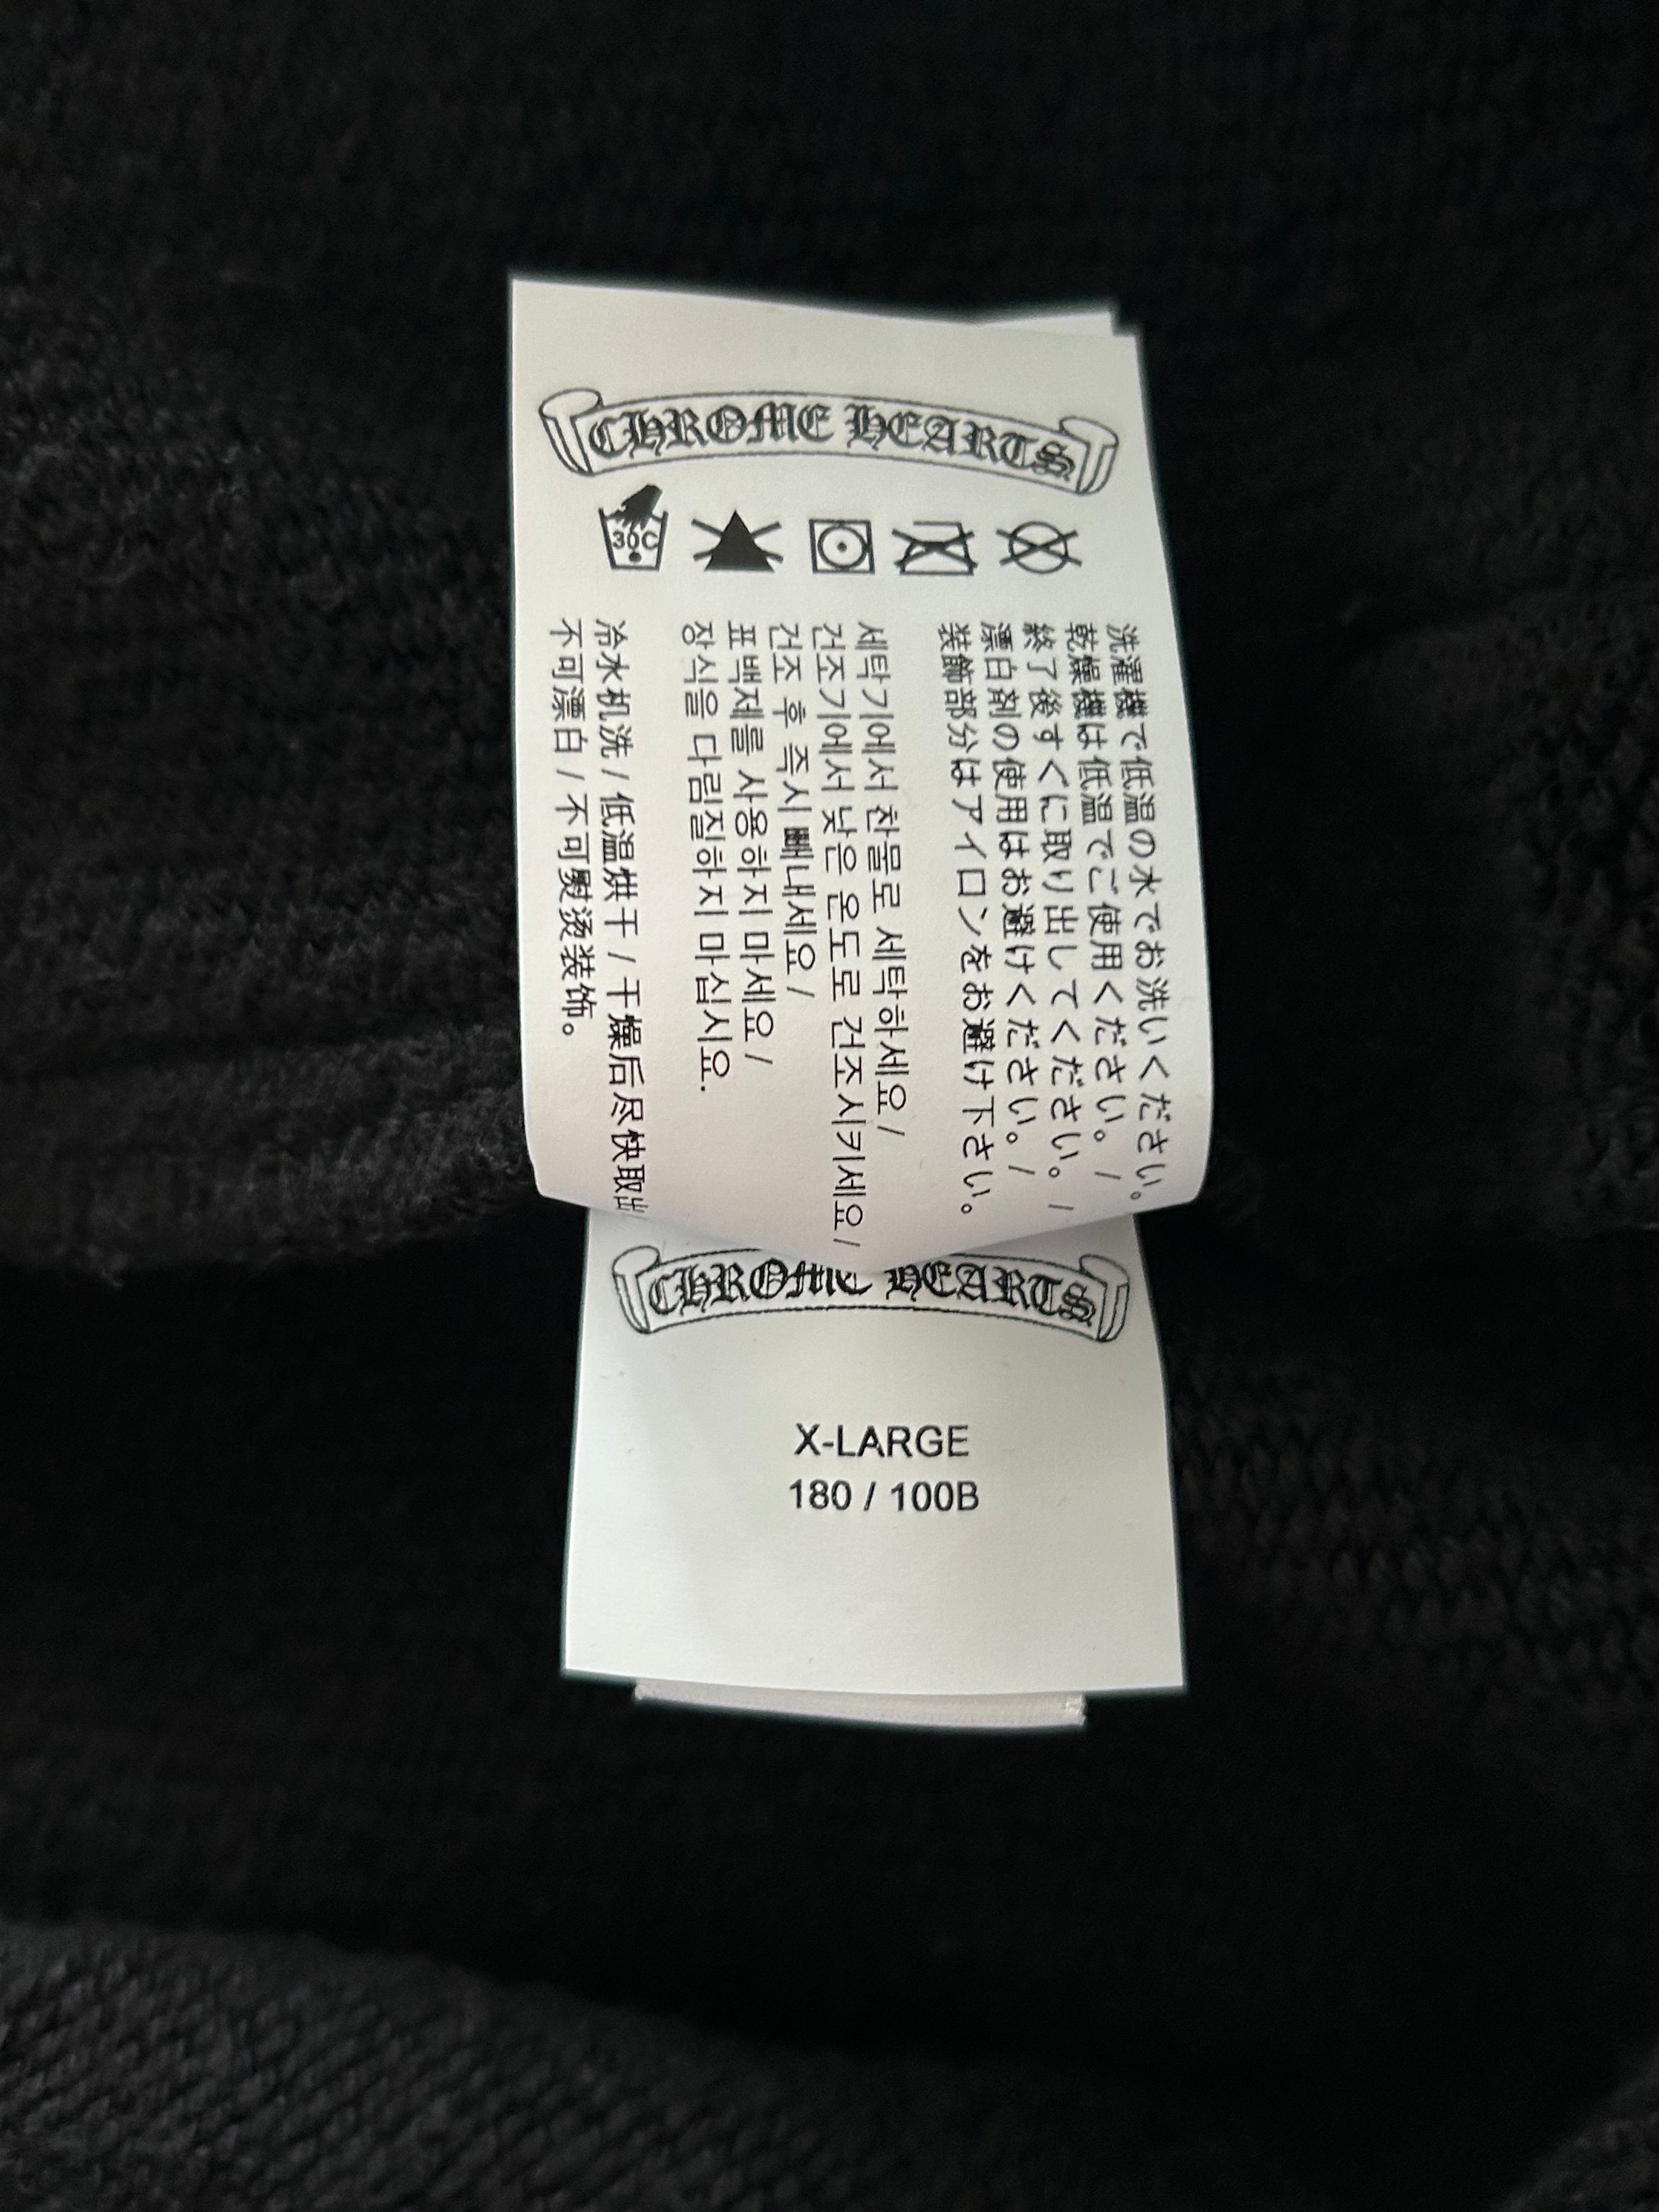 CHROME HEARTS
30C
洗濯機で低温の水でお洗いください。
乾燥機は低温でご使用ください。 /
終了後すぐに取り出してください。 /
漂白剤の使用はお避けください。 /
装飾部分はアイロンをお避け下さい。
세탁기에서 찬물로 세탁하세요 /
건조기에서 낮은 온도로 건조시키세요 /
건조 후 즉시 빼내세요 /
표백제를 사용하지 마세요 /
장식을 다림질하지 마십시요.
冷水机洗 / 低温烘干 / 干燥后尽快取出
不可漂白 / 不可熨烫装饰。
CHROME HEARTS
X-LARGE
180 / 100B